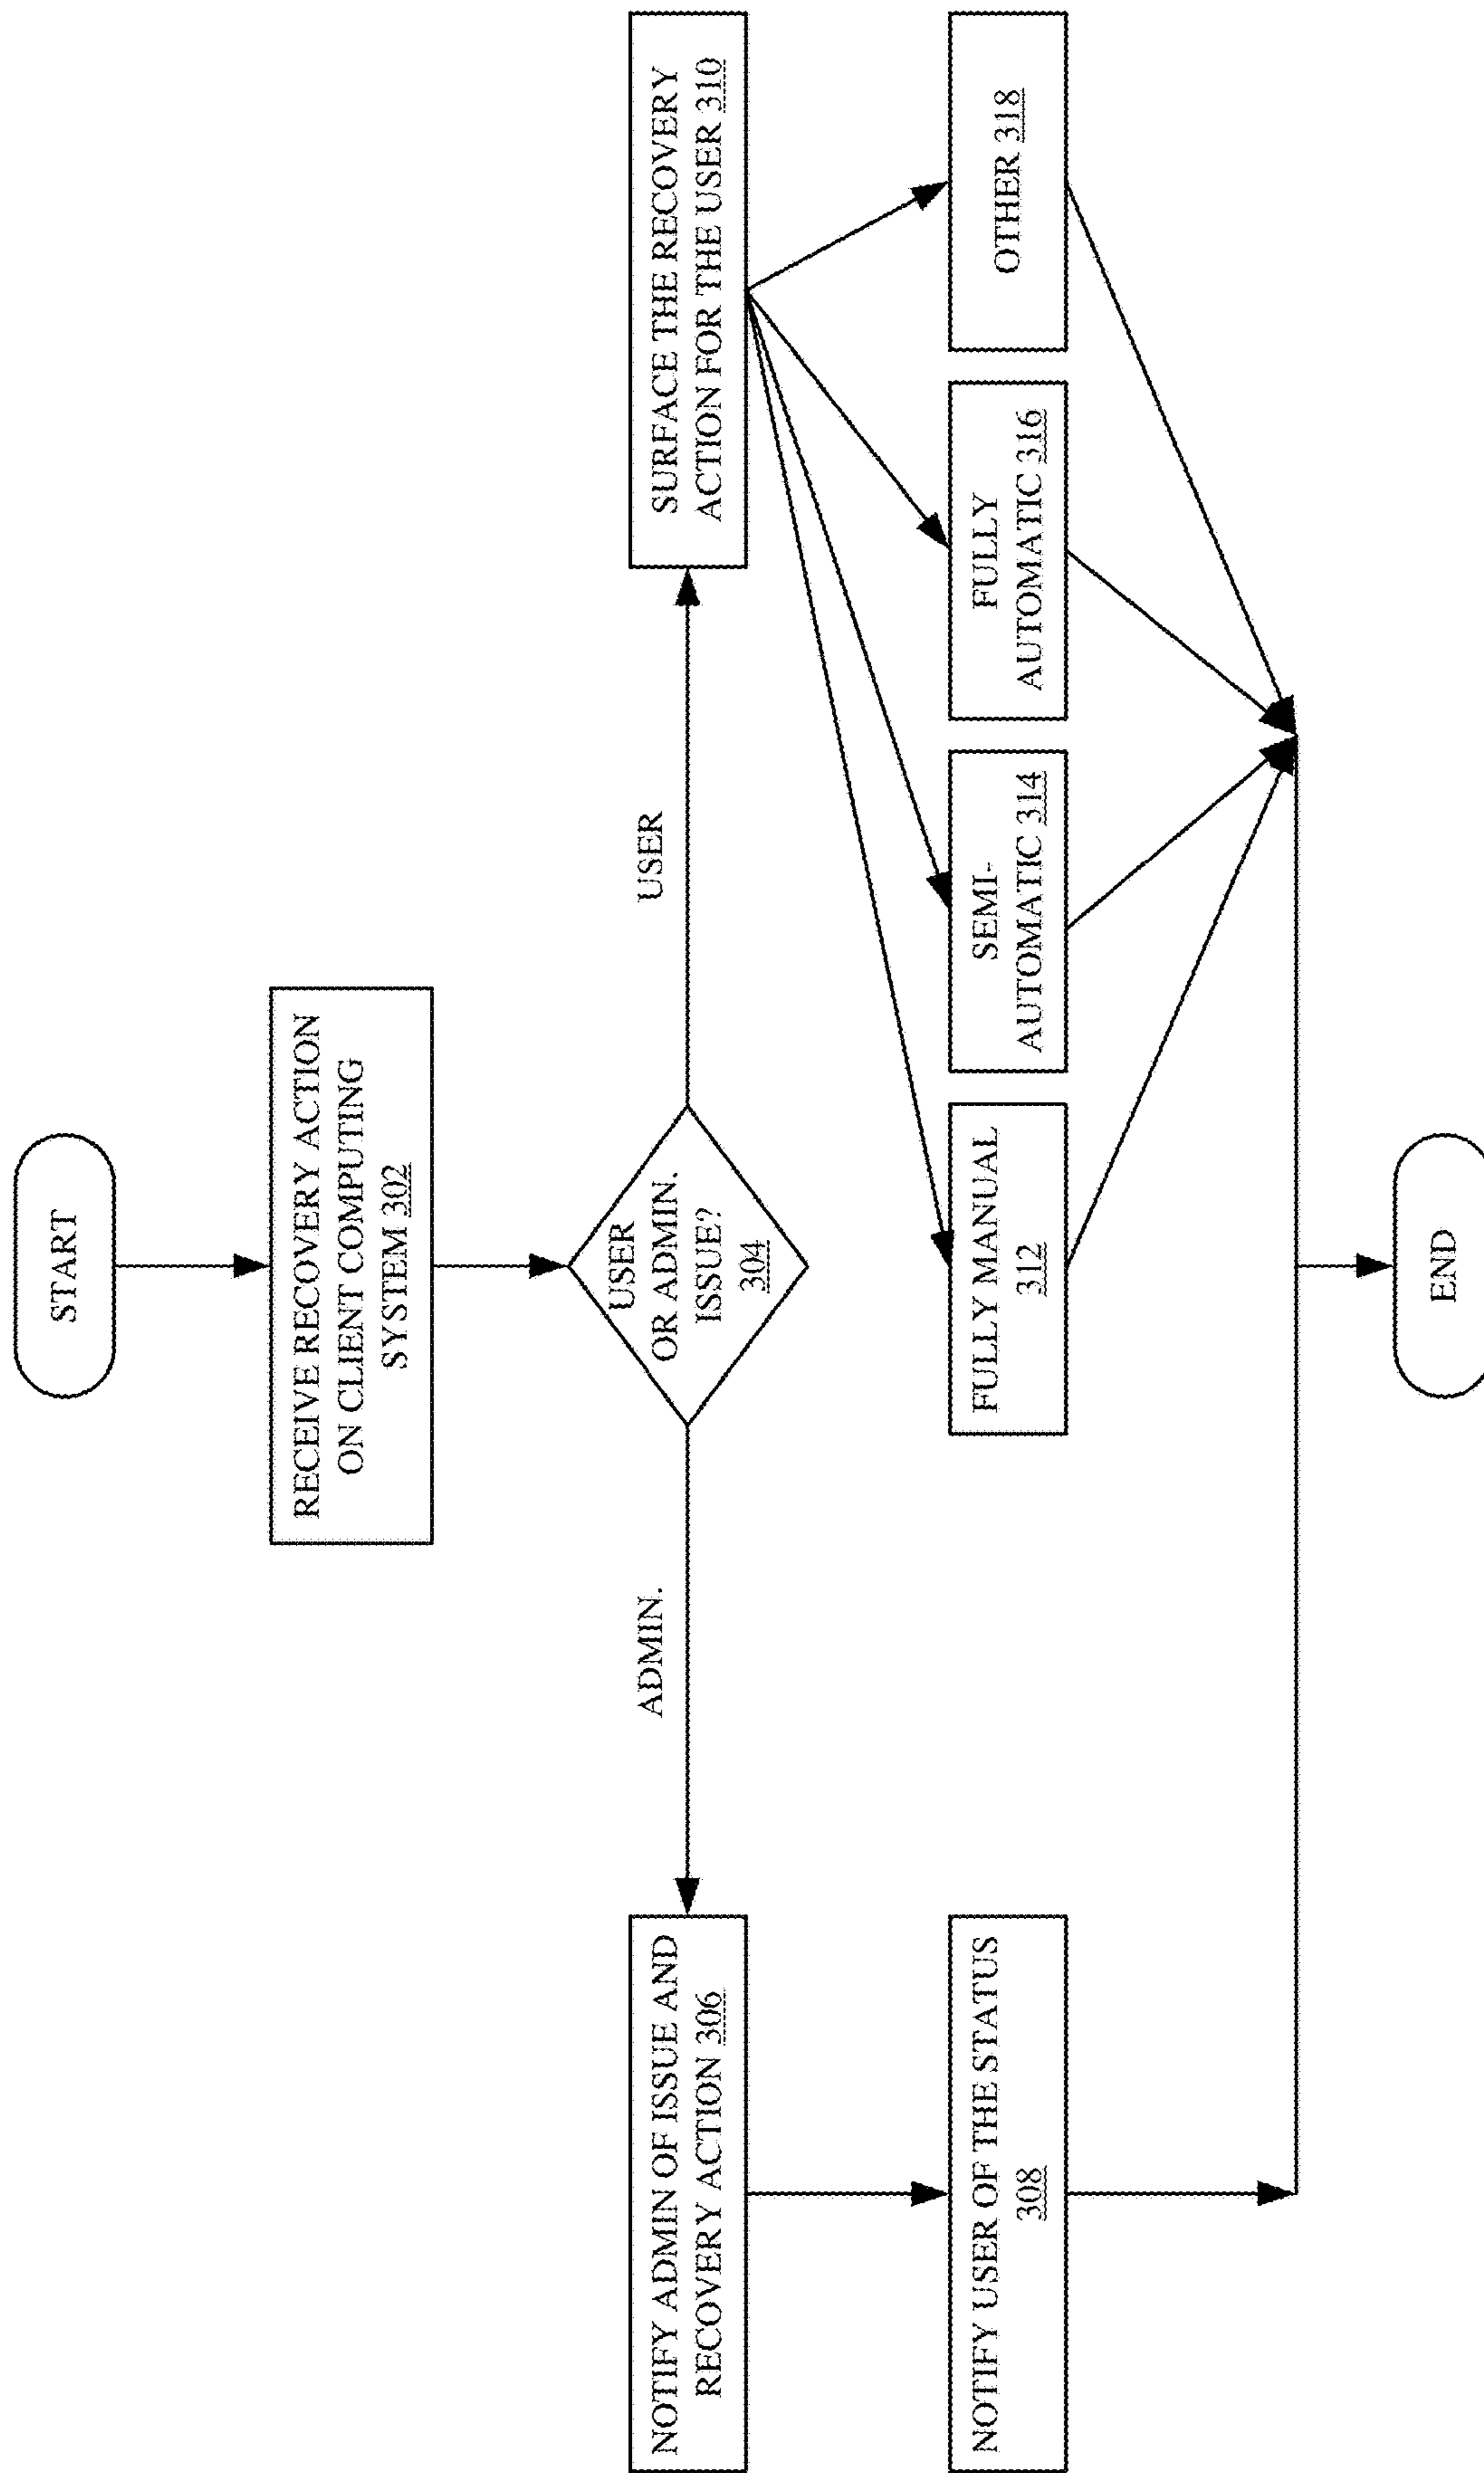 START
RECEIVE RECOVERY ACTION
ON CLIENT COMPUTING
SYSTEM 302
USER
OR ADMIN.
ISSUE?
304
ADMIN.
USER
NOTIFY ADMIN OF ISSUE AND
RECOVERY ACTION 306
SURFACE THE RECOVERY
ACTION FOR THE USER 310
NOTIFY USER OF THE STATUS
308
FULLY MANUAL
312
SEMI-
AUTOMATIC 314
FULLY
AUTOMATIC 316
OTHER 318
END